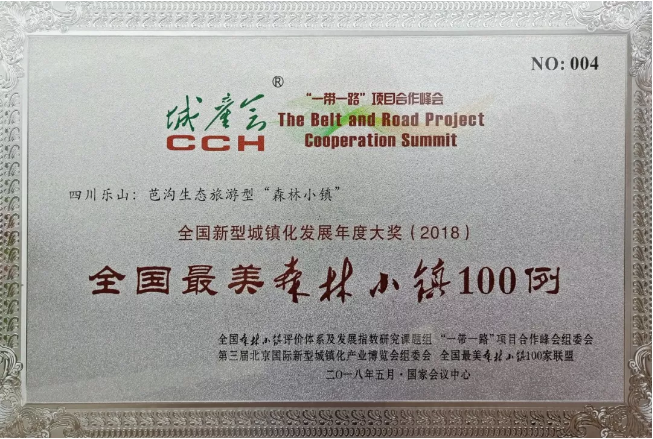 NO: 004
®
城产会
CCH
“一带一路”项目合作峰会
The Belt and Road Project
Cooperation Summit
四川乐山：芭沟生态旅游型“森林小镇”
全国新型城镇化发展年度大奖（2018）
全国最美森林小镇100例
全国森林小镇评价体系及发展指数研究课题组 “一带一路”项目合作峰会组委会
第三届北京国际新型城镇化产业博览会组委会 全国最美森林小镇100家联盟
二〇一八年五月·国家会议中心